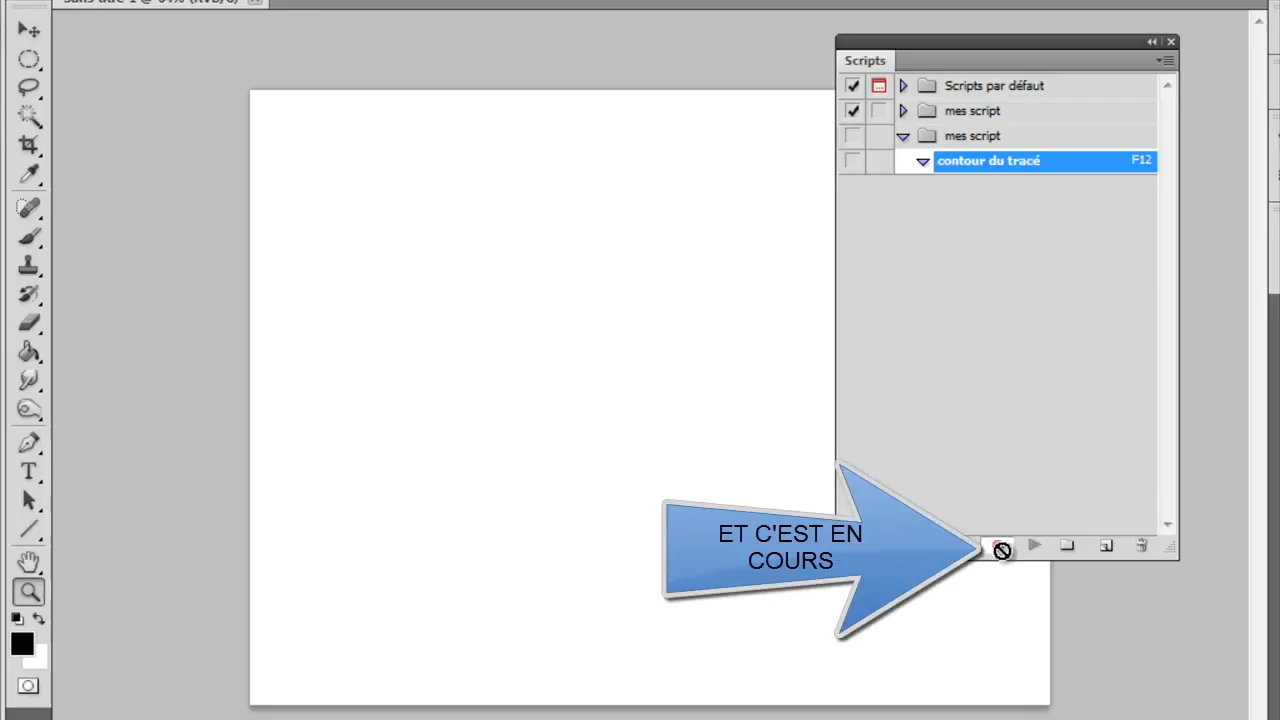 Scripts
Scripts par défaut
mes script
mes script
contour du tracé F12
ET C'EST EN
COURS